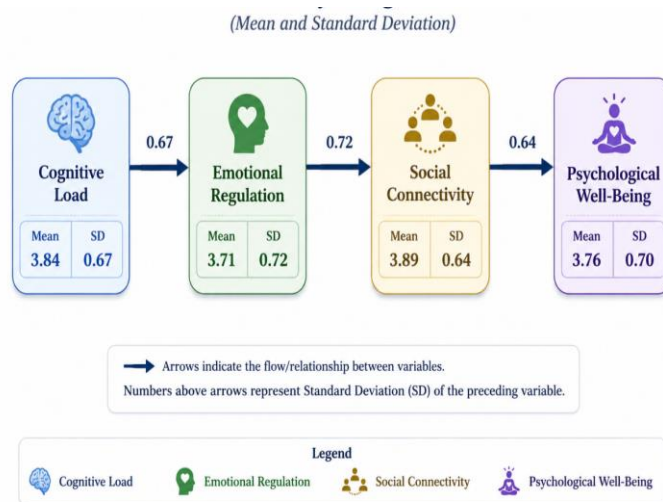 (Mean and Standard Deviation)
0.67
0.72
0.64
Cognitive
Load
Emotional
Regulation
Social
Connectivity
Psychological
Well-Being
Mean SD
3.84 0.67
Mean SD
3.71 0.72
Mean SD
3.89 0.64
Mean SD
3.76 0.70
Arrows indicate the flow/relationship between variables.
Numbers above arrows represent Standard Deviation (SD) of the preceding variable.
Legend
Cognitive Load Emotional Regulation Social Connectivity Psychological Well-Being